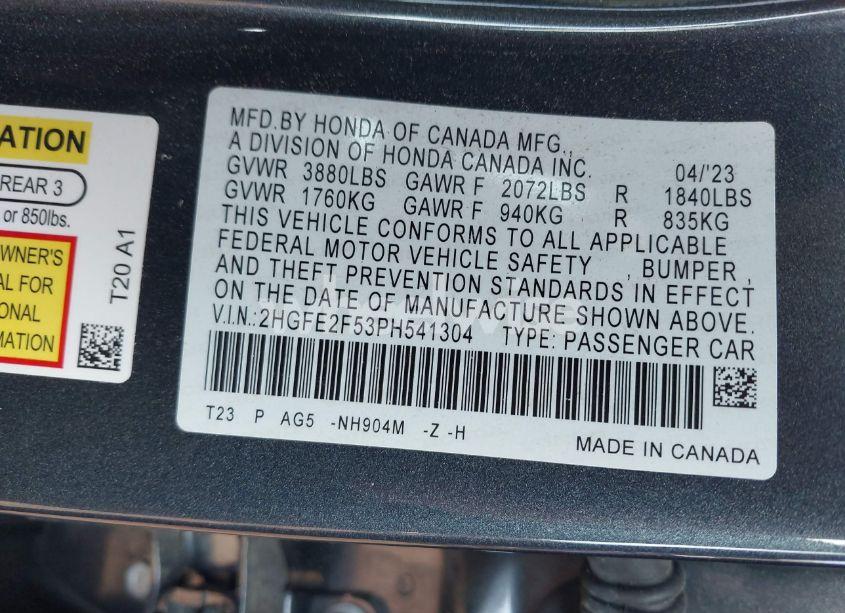 ATION
REAR 3
or 850lbs.
OWNER'S
AL FOR
IONAL
RMATION
T20 A1
MFD.BY HONDA OF CANADA MFG.,
A DIVISION OF HONDA CANADA INC. 04/'23
GVWR 3880LBS GAWR F 2072LBS R 1840LBS
GVWR 1760KG GAWR F 940KG R 835KG
THIS VEHICLE CONFORMS TO ALL APPLICABLE
FEDERAL MOTOR VEHICLE SAFETY , BUMPER ,
AND THEFT PREVENTION STANDARDS IN EFFECT
ON THE DATE OF MANUFACTURE SHOWN ABOVE.
V.I.N.:2HGFE2F53PH541304 TYPE: PASSENGER CAR
T23 P AG5 -NH904M -Z -H
MADE IN CANADA